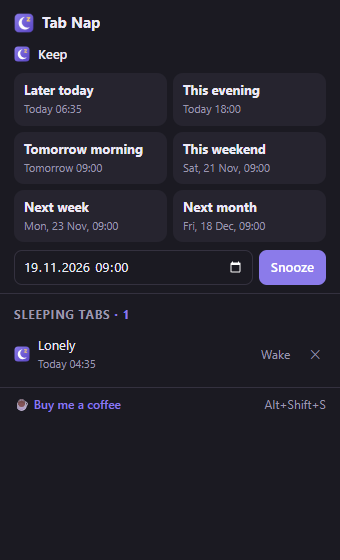 Tab Nap
Keep
Later today
Today 06:35
This evening
Today 18:00
Tomorrow morning
Tomorrow 09:00
This weekend
Sat, 21 Nov, 09:00
Next week
Mon, 23 Nov, 09:00
Next month
Fri, 18 Dec, 09:00
19.11.2026 09:00
Snooze
SLEEPING TABS · 1
Lonely
Today 04:35
Wake
Buy me a coffee
Alt+Shift+S